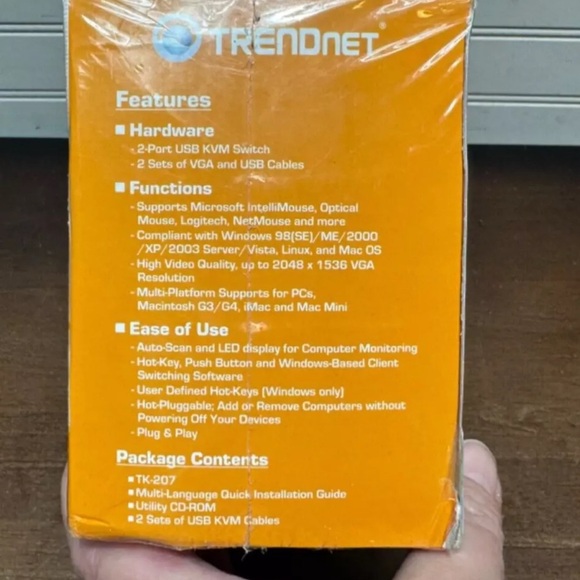 TRENDNET
Features
■ Hardware
- 2-Port USB KVM Switch
- 2 Sets of VGA and USB Cables
■ Functions
- Supports Microsoft IntelliMouse, Optical
Mouse, Logitech, NetMouse and more
- Compliant with Windows 98(SE)/ME/2000
/XP/2003 Server/Vista, Linux, and Mac OS
- High Video Quality, up to 2048 x 1536 VGA
Resolution
- Multi-Platform Supports for PCs,
Macintosh G3/G4, iMac and Mac Mini
■ Ease of Use
- Auto-Scan and LED display for Computer Monitoring
- Hot-Key, Push Button and Windows-Based Client
Switching Software
- User Defined Hot-Keys (Windows only)
- Hot-Pluggable; Add or Remove Computers without
Powering Off Your Devices
- Plug & Play
Package Contents
■ TK-207
■ Multi-Language Quick Installation Guide
■ Utility CD-ROM
■ 2 Sets of USB KVM Cables